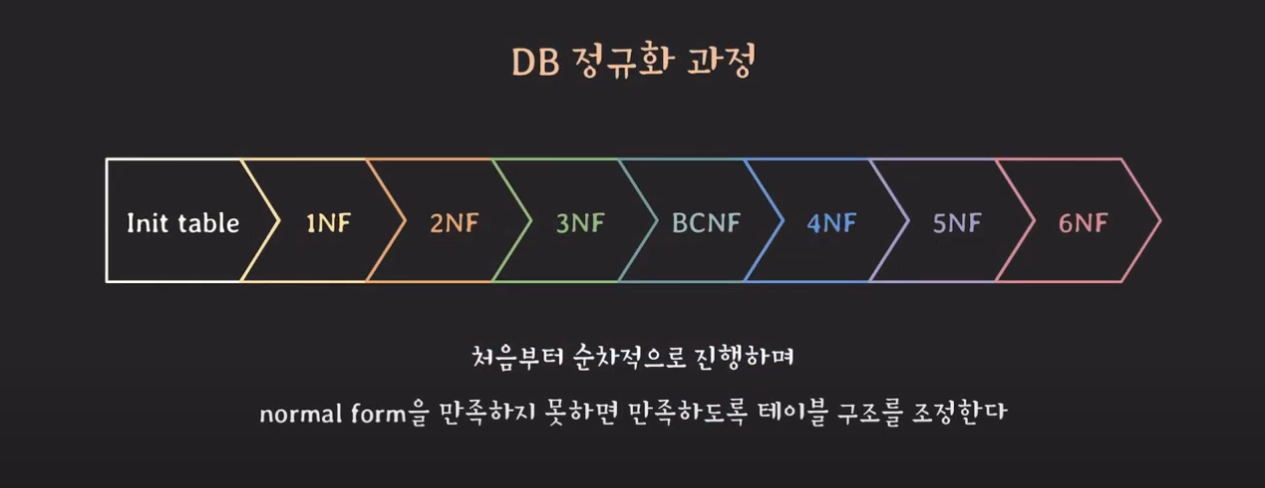 DB 정규화 과정
Init table 1NF 2NF 3NF BCNF 4NF 5NF 6NF
처음부터 순차적으로 진행하며
normal form을 만족하지 못하면 만족하도록 테이블 구조를 조정한다